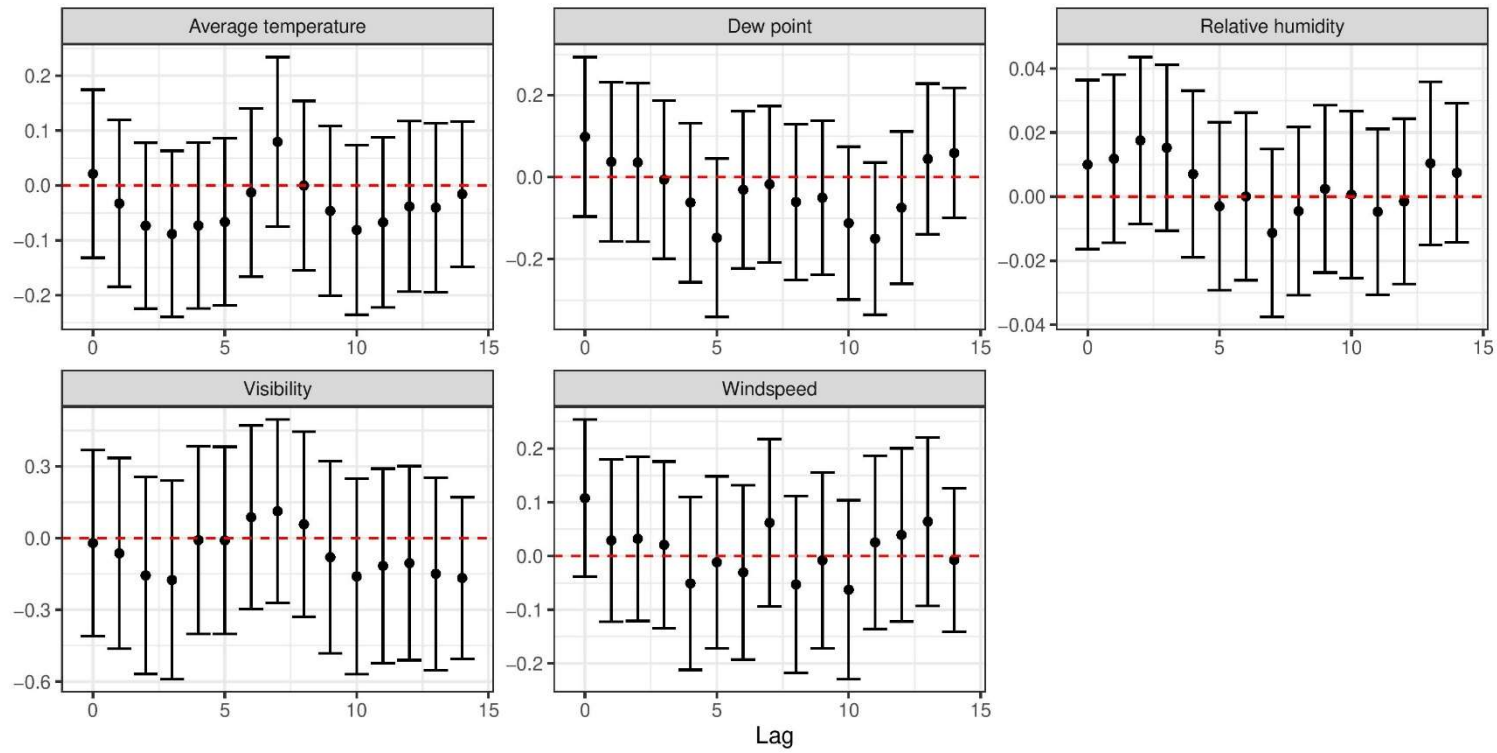 Average temperature
0.2
0.1
0.0
−0.1
−0.2
0 5 10 15
Dew point
0.2
0.0
−0.2
0 5 10 15
Relative humidity
0.04
0.02
0.00
−0.02
−0.04
0 5 10 15
Visibility
0.3
0.0
−0.3
−0.6
0 5 10 15
Windspeed
0.2
0.1
0.0
−0.1
−0.2
0 5 10 15
Lag